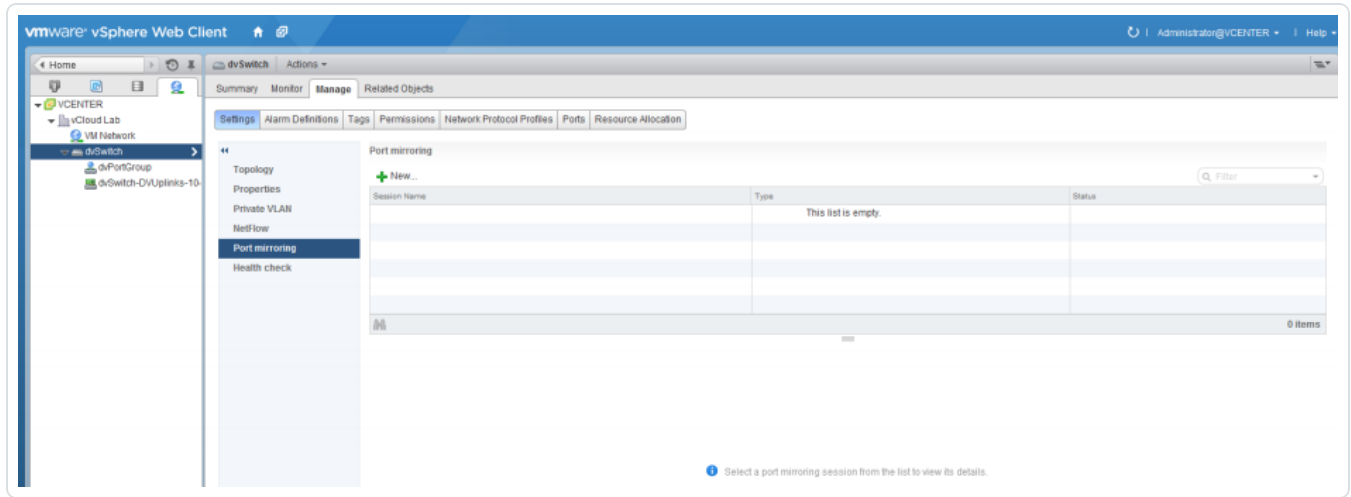 vmware® vSphere Web Client
Administrator@VCENTER
Help
Home
dvSwitch Actions
Summary Monitor Manage Related Objects
VCENTER
vCloud Lab
VM Network
dvSwitch
dvPortGroup
dvSwitch-DVUplinks-10-
Settings Alarm Definitions Tags Permissions Network Protocol Profiles Ports Resource Allocation
Topology
Properties
Private VLAN
NetFlow
Port mirroring
Health check
Port mirroring
New...
Filter
Session Name Type Status
This list is empty.
0 items
Select a port mirroring session from the list to view its details.